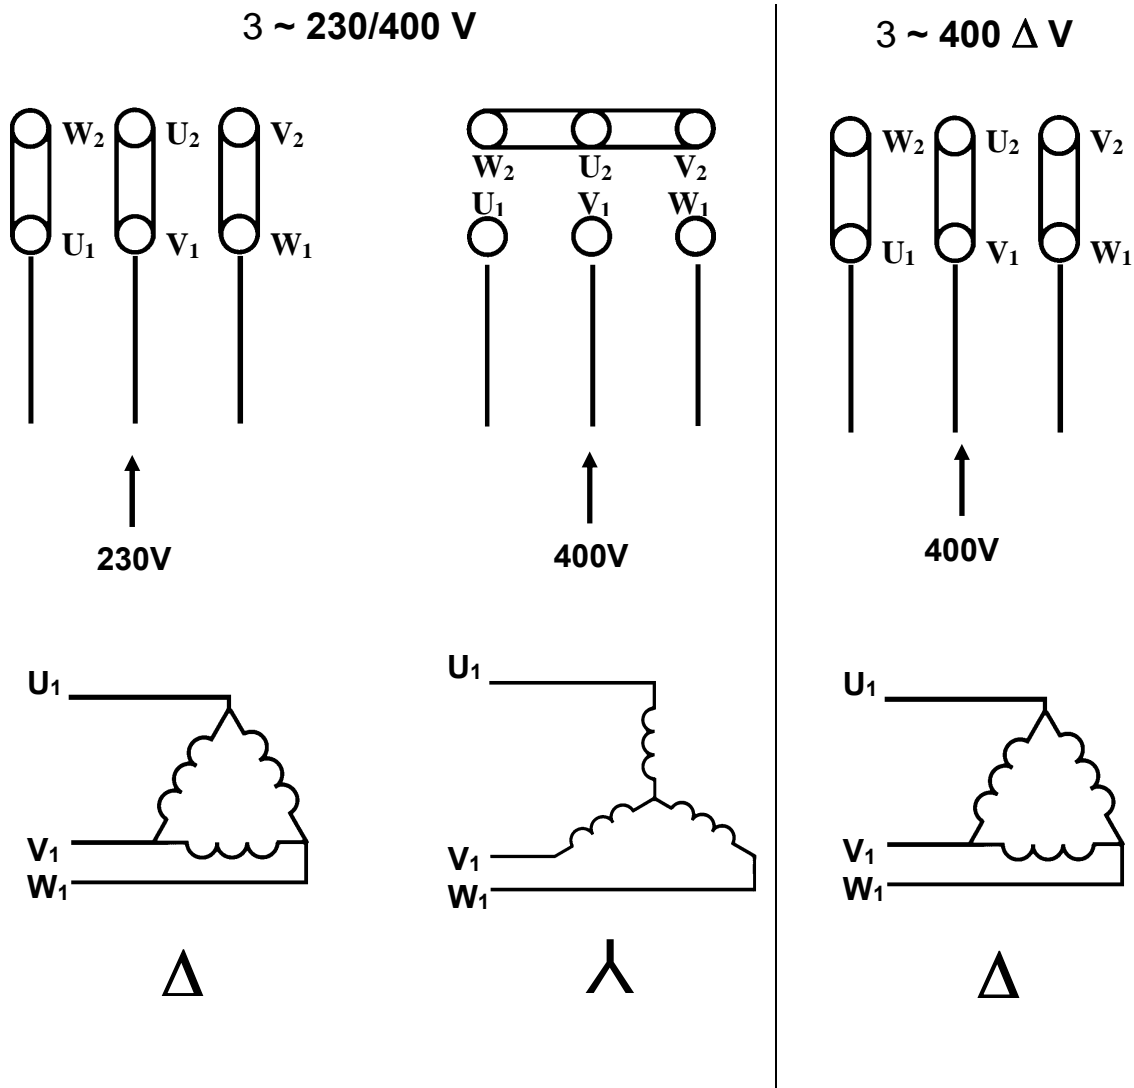 3 ~ 230/400 V
3 ~ 400 Δ V
W2 U2 V2
U1 V1 W1
W2 U2 V2
U1 V1 W1
W2 U2 V2
U1 V1 W1
230V
400V
400V
U1
V1
W1
U1
V1
W1
U1
V1
W1
Δ
Δ